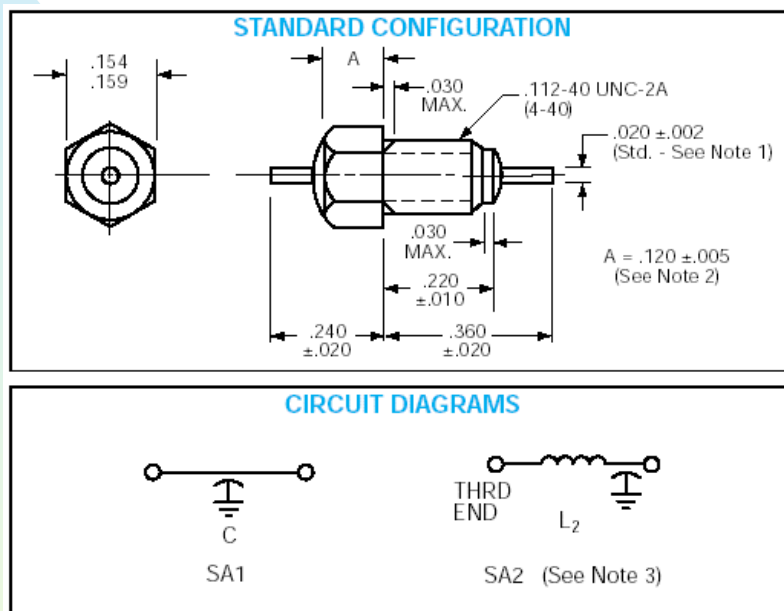 STANDARD CONFIGURATION
.154
.159
A
.030
MAX.
.112-40 UNC-2A
(4-40)
.020 ±.002
(Std. - See Note 1)
.030
MAX.
A = .120 ±.005
(See Note 2)
.220
±.010
.240
±.020
.360
±.020
CIRCUIT DIAGRAMS
C
SA1
THRD
END
L2
SA2 (See Note 3)